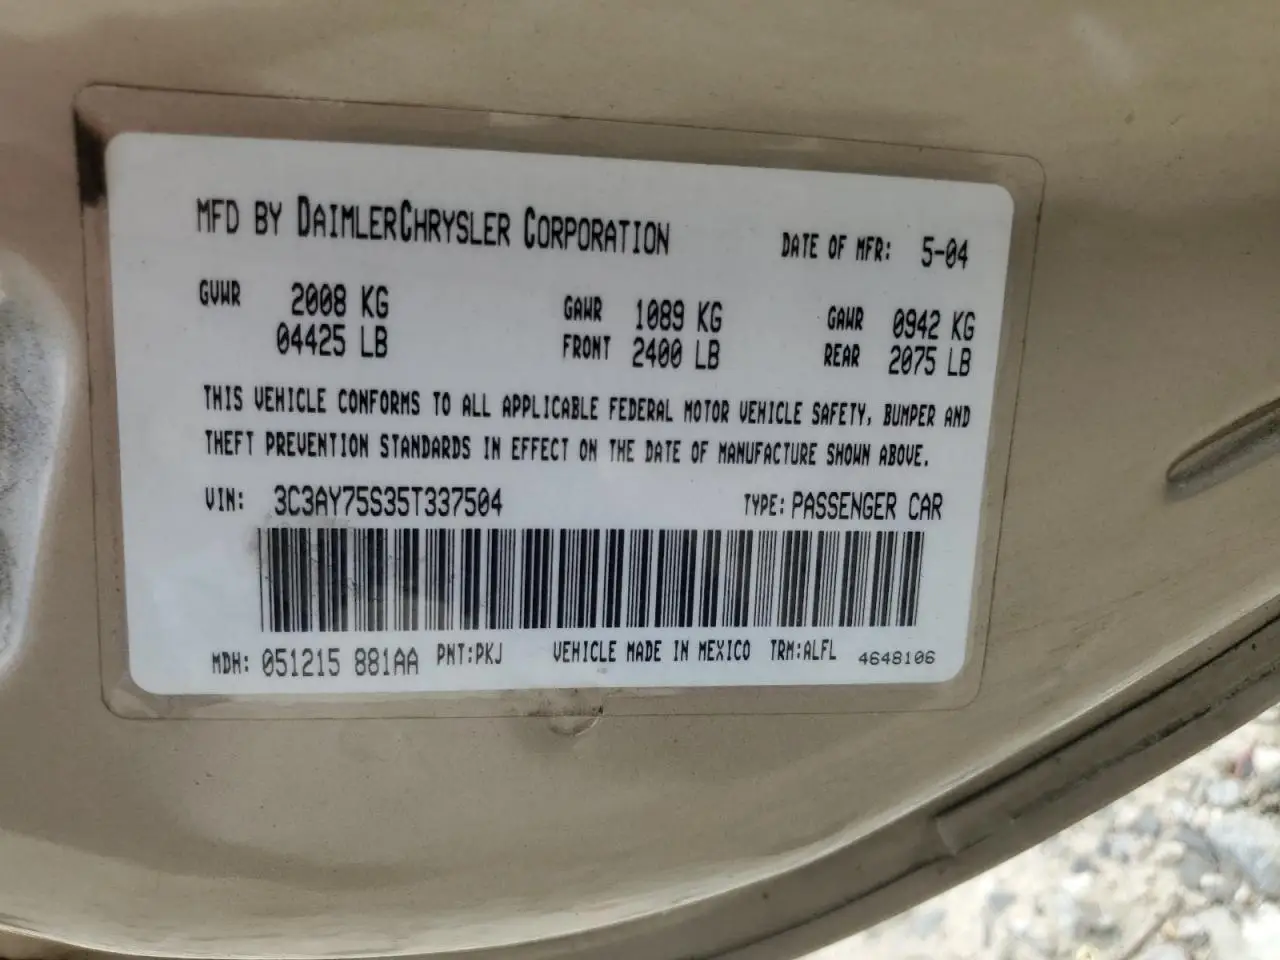 MFD BY DAIMLERCHRYSLER CORPORATION DATE OF MFR: 5-04
GVWR 2008 KG GAWR 1089 KG GAWR 0942 KG
04425 LB FRONT 2400 LB REAR 2075 LB
THIS VEHICLE CONFORMS TO ALL APPLICABLE FEDERAL MOTOR VEHICLE SAFETY, BUMPER AND
THEFT PREVENTION STANDARDS IN EFFECT ON THE DATE OF MANUFACTURE SHOWN ABOVE.
VIN: 3C3AY75S35T337504 TYPE: PASSENGER CAR
MDH: 051215 881AA PNT:PKJ VEHICLE MADE IN MEXICO TRM:ALFL 4648106